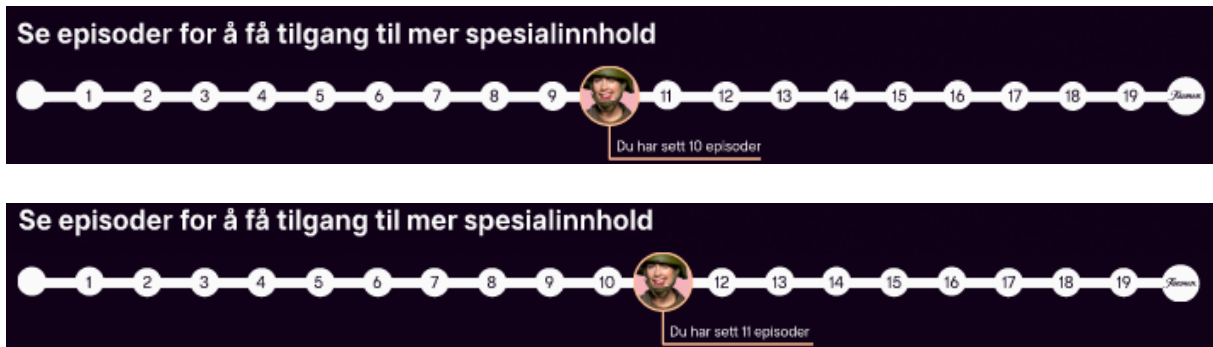 Se episoder for å få tilgang til mer spesialinnhold
1 2 3 4 5 6 7 8 9 11 12 13 14 15 16 17 18 19
Du har sett 10 episoder
Se episoder for å få tilgang til mer spesialinnhold
1 2 3 4 5 6 7 8 9 10 12 13 14 15 16 17 18 19
Du har sett 11 episoder